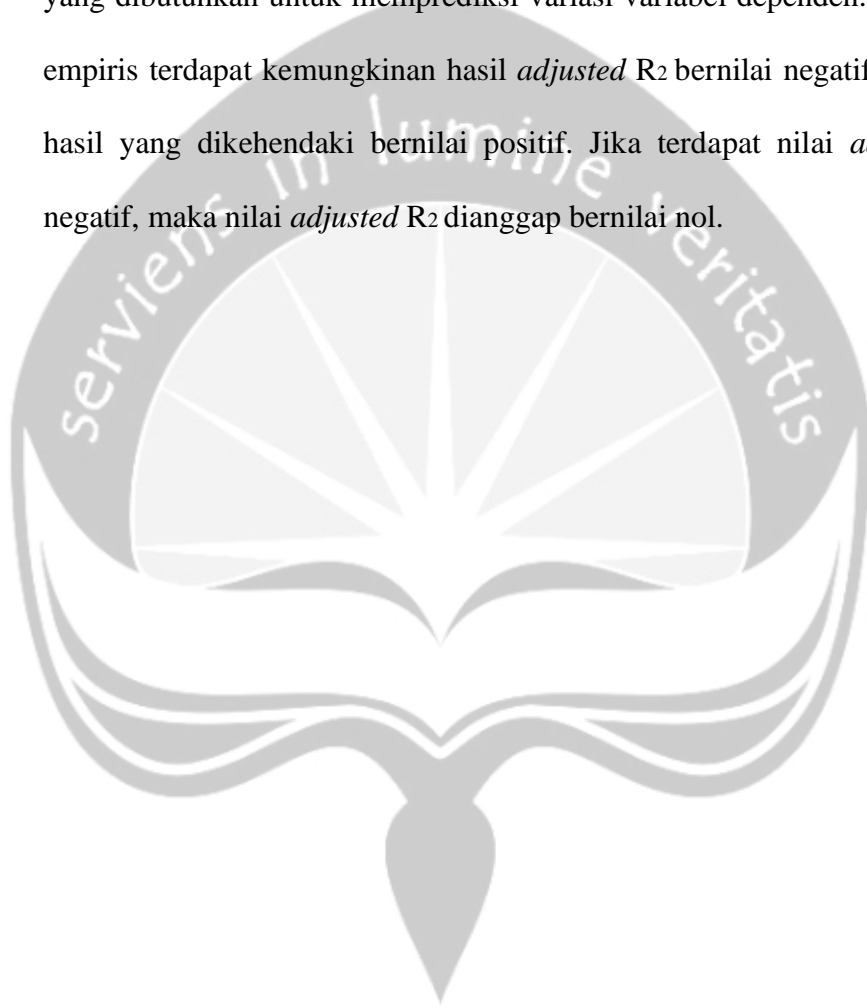 yang dibutuhkan untuk memprediksi variasi variabel dependen.
empiris terdapat kemungkinan hasil adjusted R2 bernilai negatif
hasil yang dikehendaki bernilai positif. Jika terdapat nilai
negatif, maka nilai adjusted R2 dianggap bernilai nol.
serviens in lumine veritatis